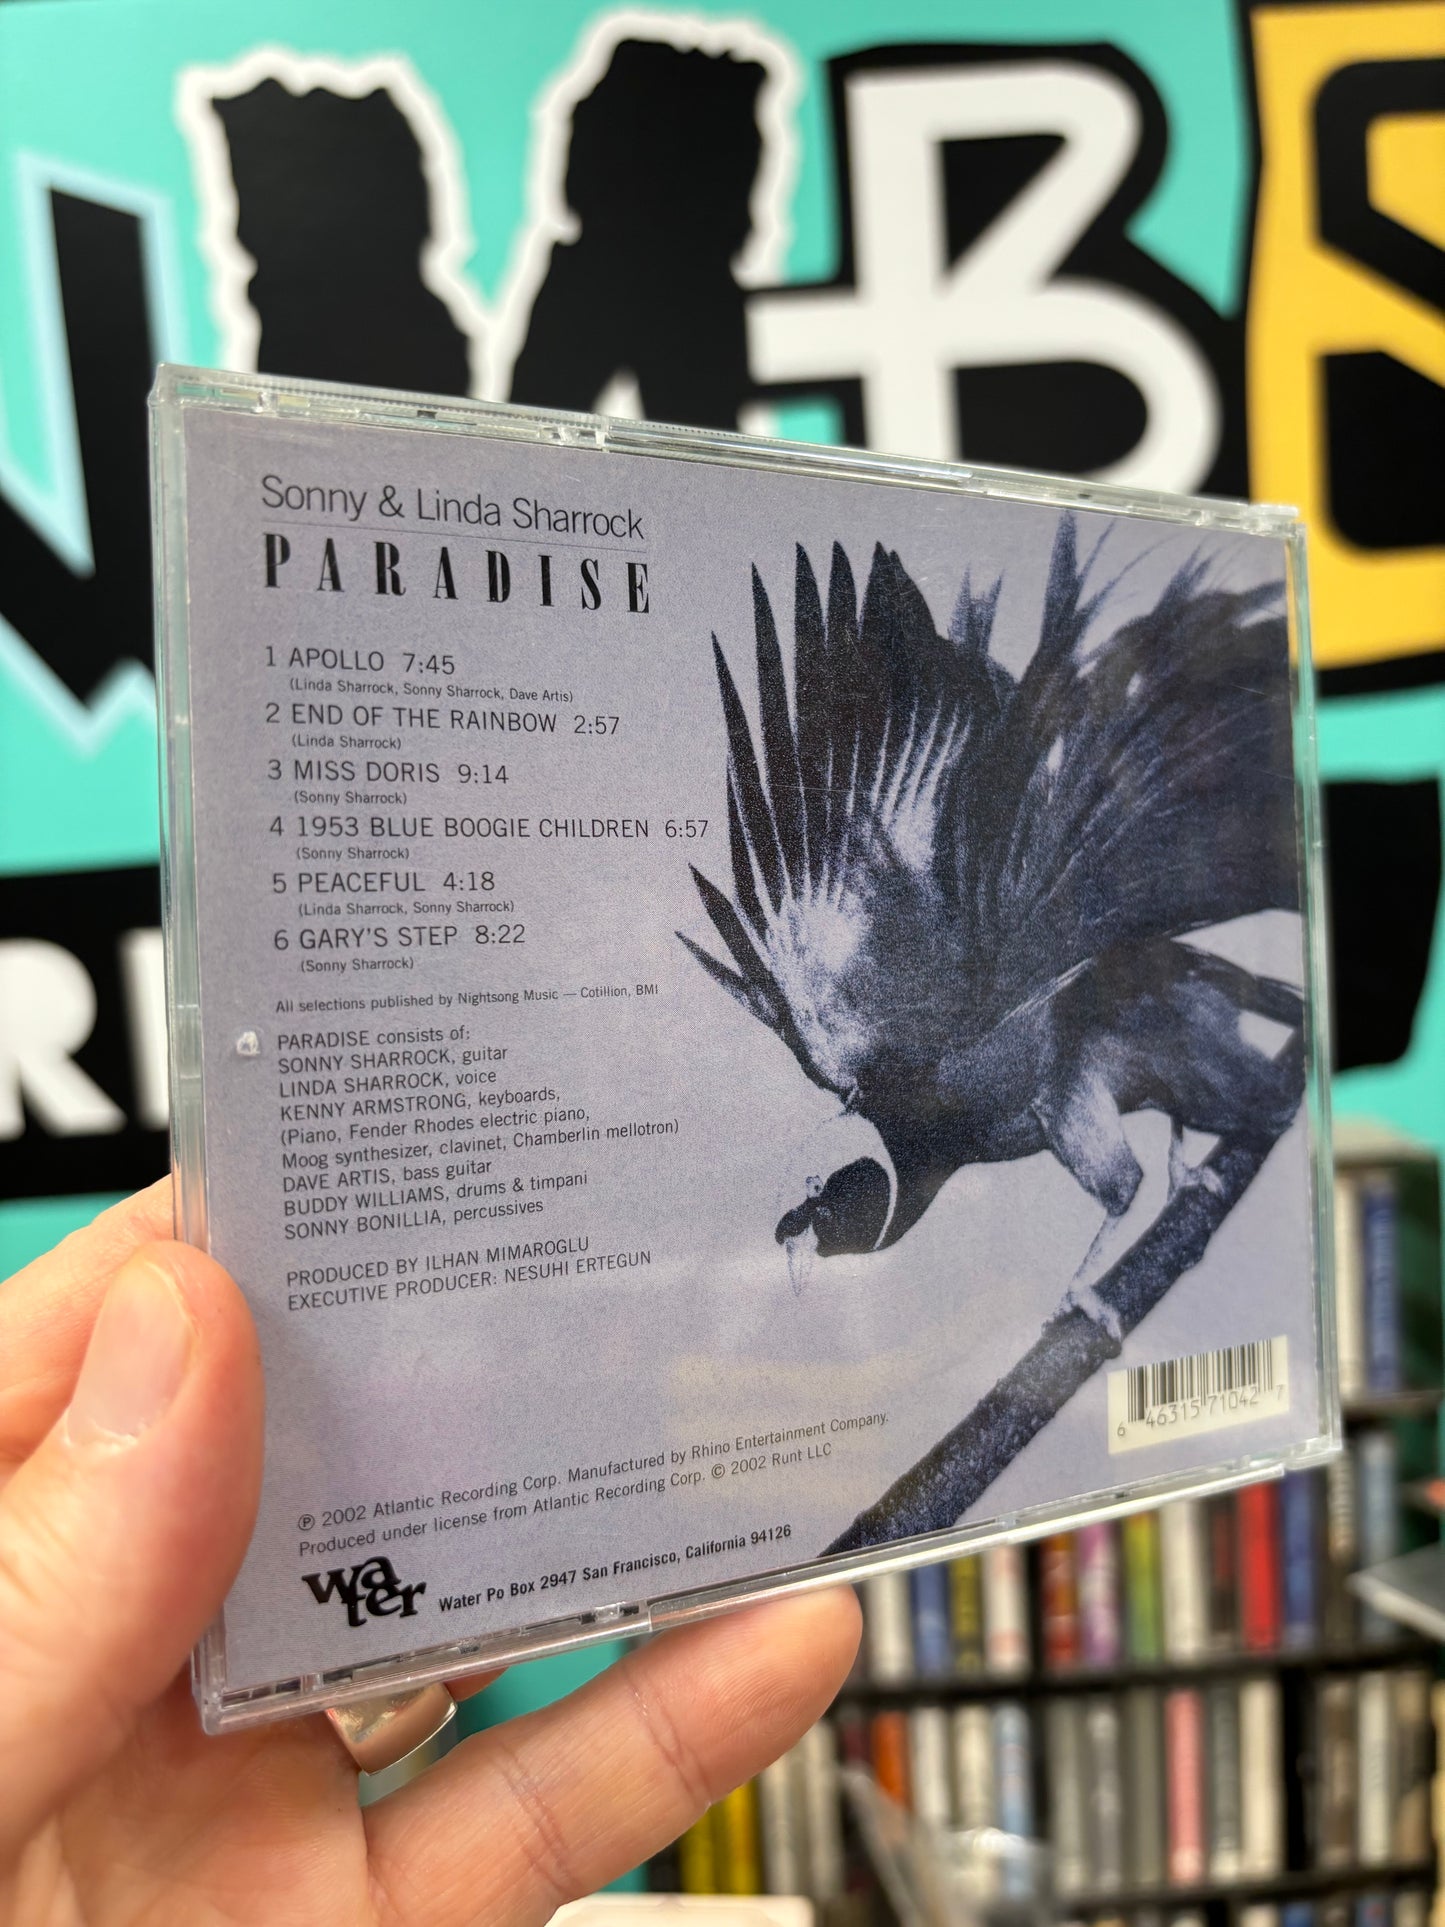 Sonny & Linda Sharrock
PARADISE
1 APOLLO 7:45
(Linda Sharrock, Sonny Sharrock, Dave Artis)
2 END OF THE RAINBOW 2:57
(Linda Sharrock)
3 MISS DORIS 9:14
(Sonny Sharrock)
4 1953 BLUE BOOGIE CHILDREN 6:57
(Sonny Sharrock)
5 PEACEFUL 4:18
(Linda Sharrock, Sonny Sharrock)
6 GARY'S STEP 8:22
(Sonny Sharrock)
All selections published by Nightsong Music — Cotillion, BMI
PARADISE consists of:
SONNY SHARROCK, guitar
LINDA SHARROCK, voice
KENNY ARMSTRONG, keyboards,
(Piano, Fender Rhodes electric piano,
Moog synthesizer, clavinet, Chamberlin mellotron)
DAVE ARTIS, bass guitar
BUDDY WILLIAMS, drums & timpani
SONNY BONILLIA, percussives
PRODUCED BY ILHAN MIMAROGLU
EXECUTIVE PRODUCER: NESUHI ERTEGUN
6 46315 71042 7
℗ 2002 Atlantic Recording Corp. Manufactured by Rhino Entertainment Company.
Produced under license from Atlantic Recording Corp. © 2002 Runt LLC
water
Water Po Box 2947 San Francisco, California 94126